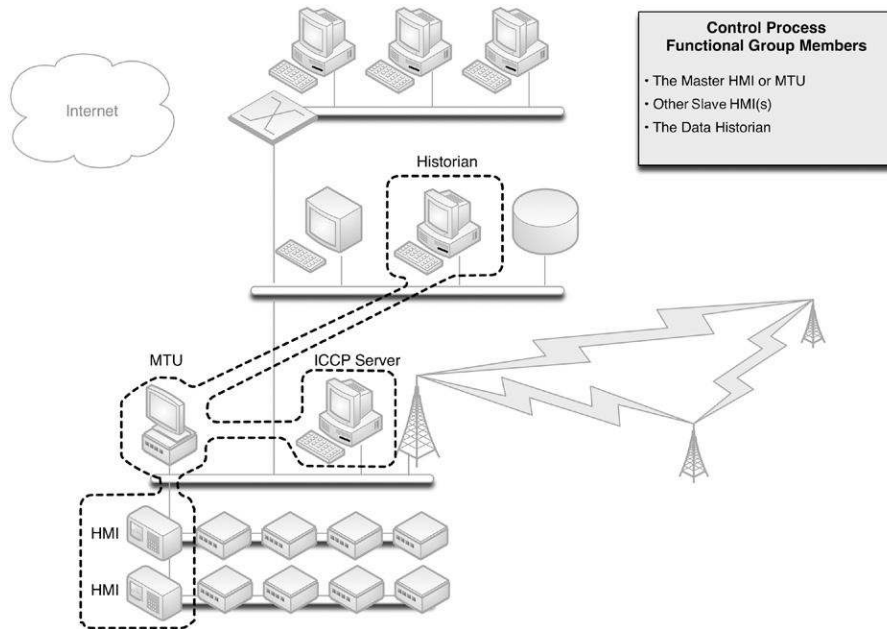 Control Process
Functional Group Members
• The Master HMI or MTU
• Other Slave HMI(s)
• The Data Historian
Internet
Historian
MTU
ICCP Server
HMI
HMI